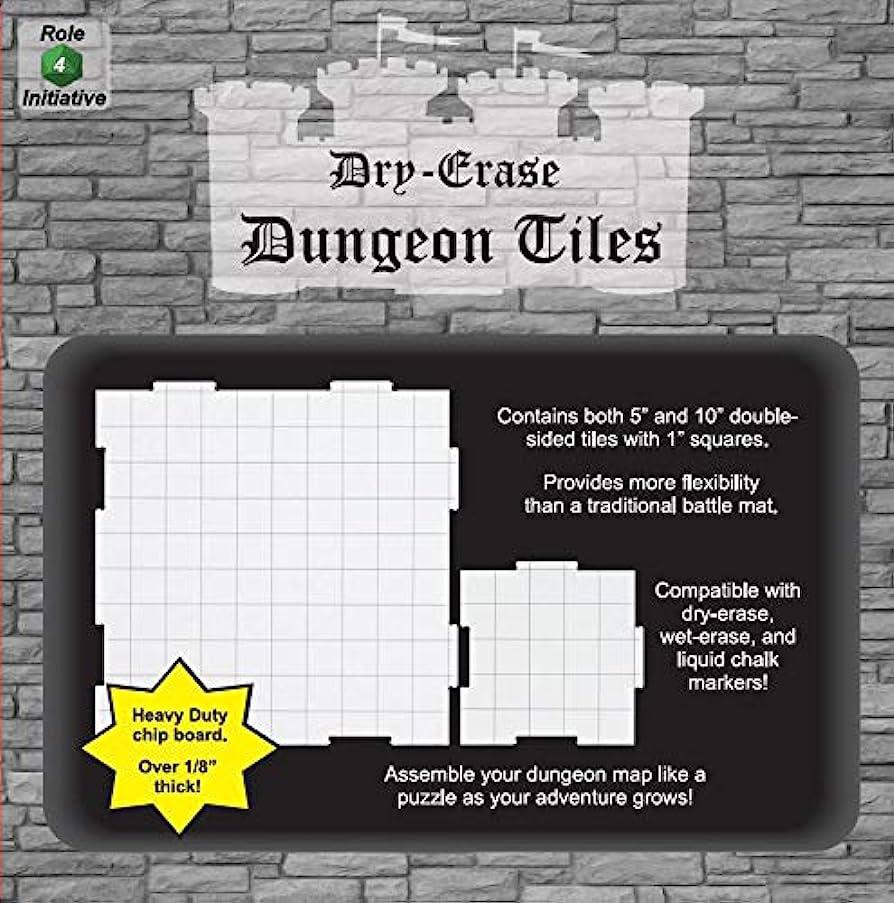 Role
4
Initiative
Dry-Erase
Dungeon Tiles
Contains both 5” and 10” double-
sided tiles with 1” squares.
Provides more flexibility
than a traditional battle mat.
Compatible with
dry-erase,
wet-erase, and
liquid chalk
markers!
Heavy Duty
chip board.
Over 1/8”
thick!
Assemble your dungeon map like a
puzzle as your adventure grows!